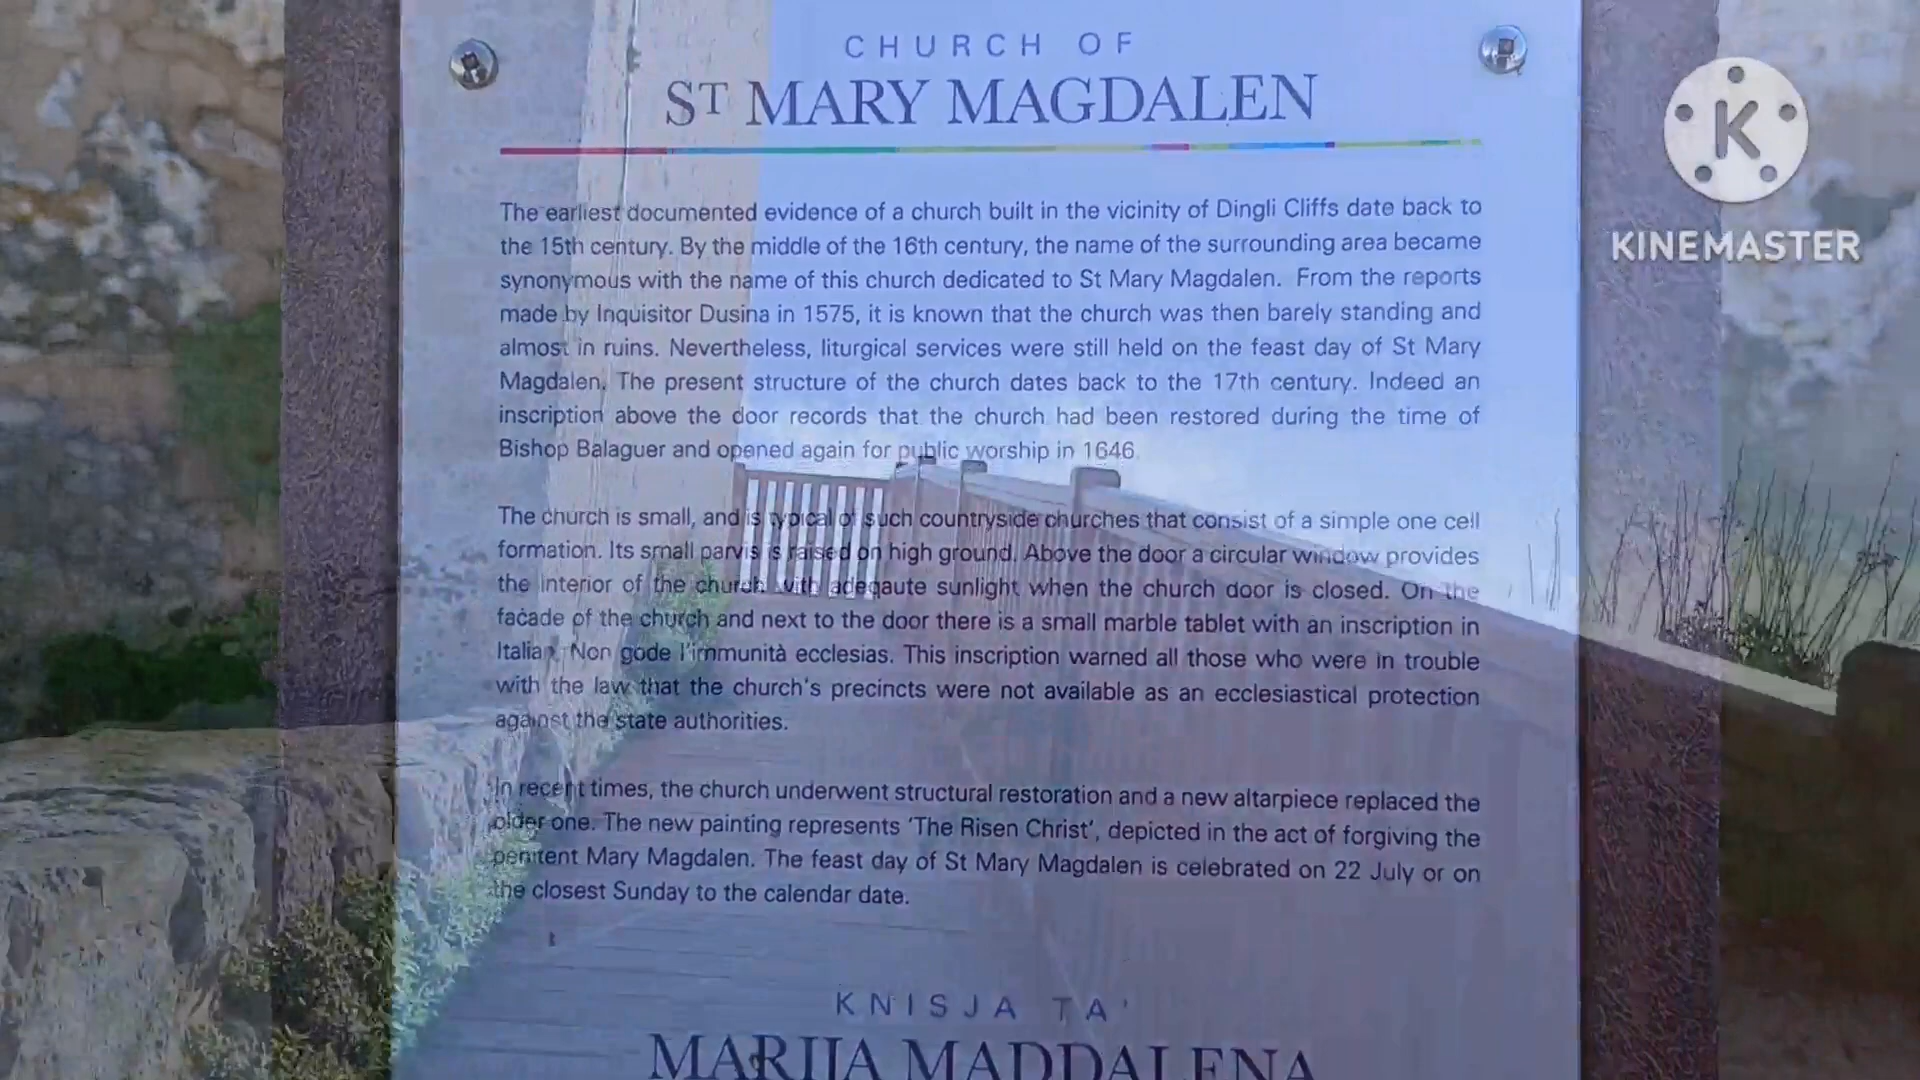 CHURCH OF
ST MARY MAGDALEN
KINEMASTER
The earliest documented evidence of a church built in the vicinity of Dingli Cliffs date back to
the 15th century. By the middle of the 16th century, the name of the surrounding area became
synonymous with the name of this church dedicated to St Mary Magdalen. From the reports
made by Inquisitor Dusina in 1575, it is known that the church was then barely standing and
almost in ruins. Nevertheless, liturgical services were still held on the feast day of St Mary
Magdalen. The present structure of the church dates back to the 17th century. Indeed an
inscription above the door records that the church had been restored during the time of
Bishop Balaguer and opened again for public worship in 1646.
The church is small, and is typical of such countryside churches that consist of a simple one cell
formation. Its small parvis is raised on high ground. Above the door a circular window provides
the interior of the church with adeqaute sunlight when the church door is closed. On the
façade of the church and next to the door there is a small marble tablet with an inscription in
Italian, Non gode l'immunità ecclesias. This inscription warned all those who were in trouble
with the law that the church's precincts were not available as an ecclesiastical protection
against the state authorities.
In recent times, the church underwent structural restoration and a new altarpiece replaced the
older one. The new painting represents 'The Risen Christ', depicted in the act of forgiving the
penitent Mary Magdalen. The feast day of St Mary Magdalen is celebrated on 22 July or on
the closest Sunday to the calendar date.
KNISJA TA'
MARIJA MADDALENA